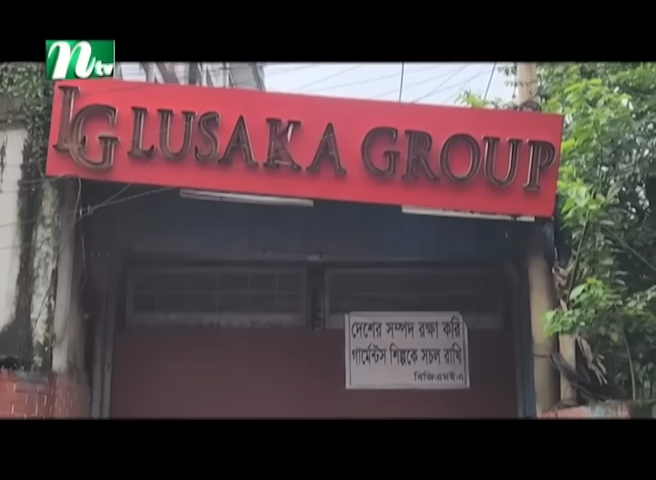 ntv
LG LUSAKA GROUP
দেশের সম্পদ রক্ষা করি
গার্মেন্টস শিল্পকে সচল রাখি
বিজিএমইএ